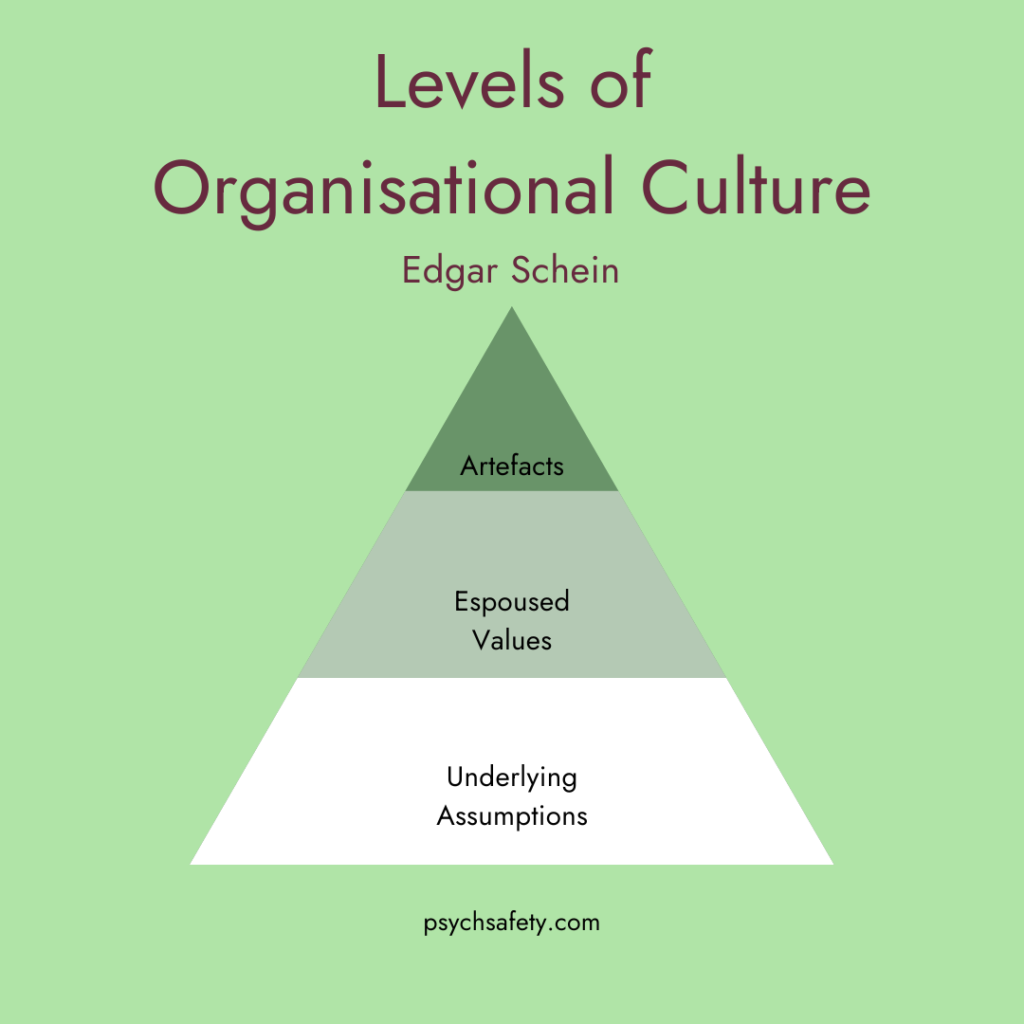 Levels of
Organisational Culture
Edgar Schein
Artefacts
Espoused
Values
Underlying
Assumptions
psychsafety.com